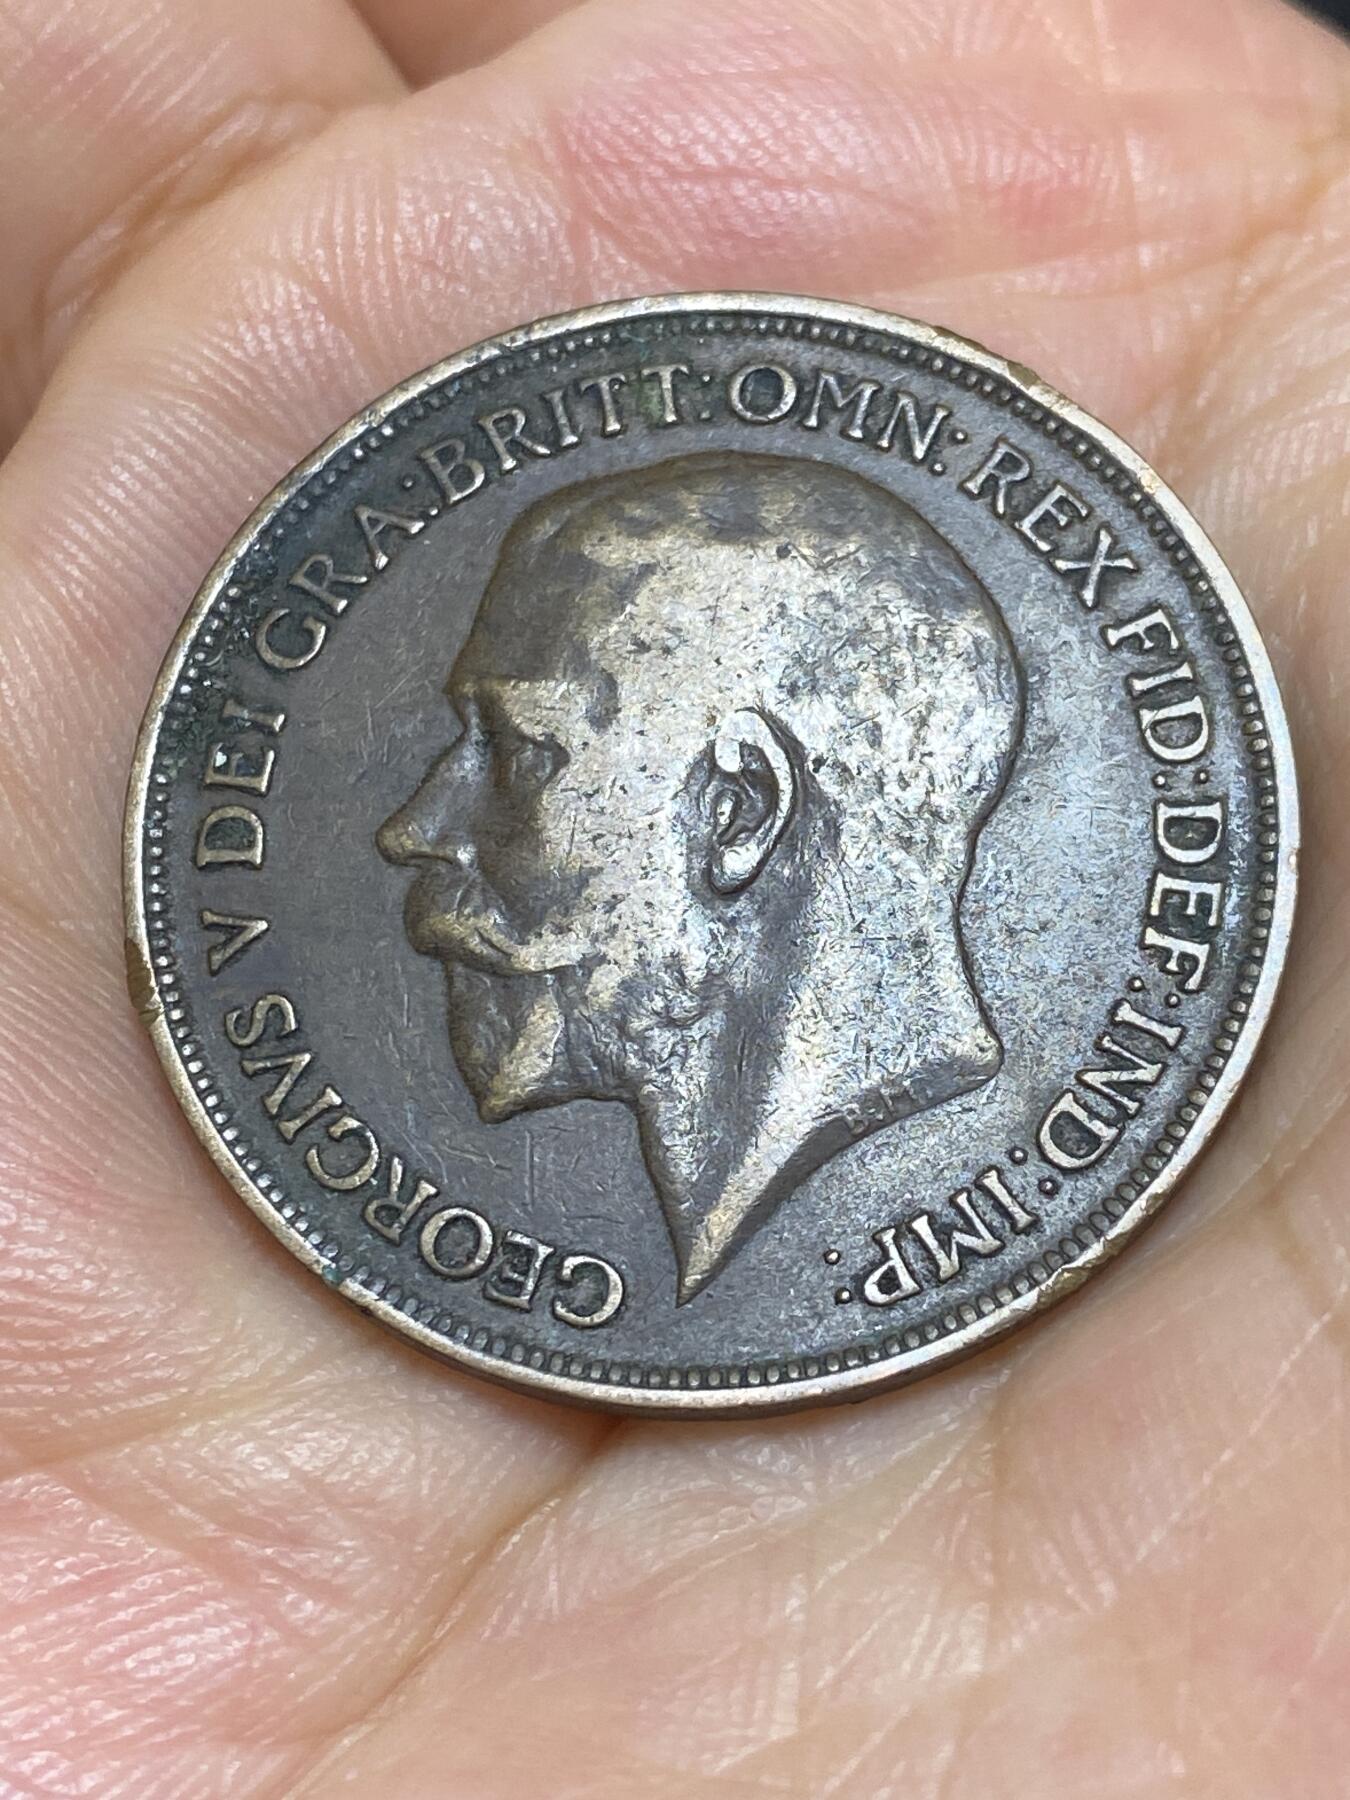 GEORGIVS V DEI GRA: BRITT: OMN: REX FID: DEF: IND: IMP: